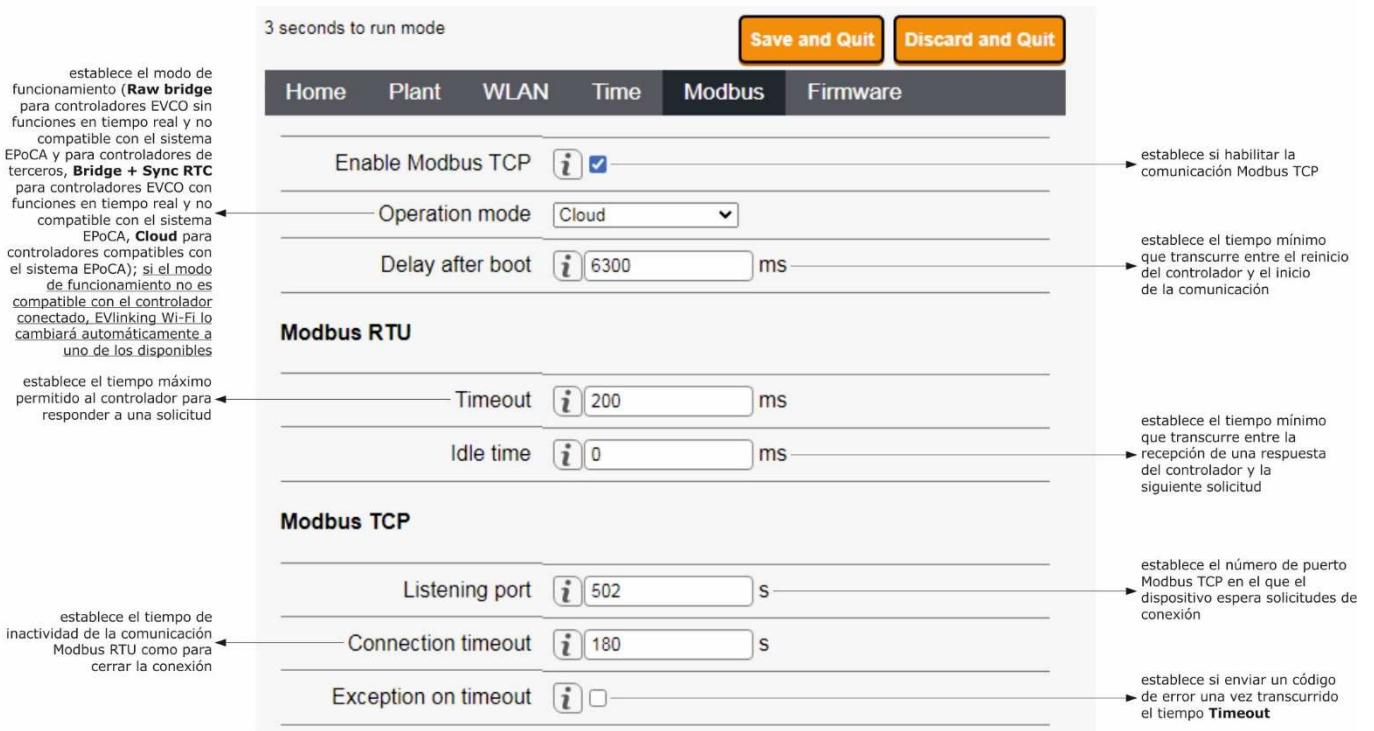 3 seconds to run mode
Save and Quit
Discard and Quit
Home Plant WLAN Time Modbus Firmware
establece el modo de
funcionamiento (Raw bridge
para controladores EVCO sin
funciones en tiempo real y no
compatible con el sistema
EPoCA y para controladores de
terceros, Bridge + Sync RTC
para controladores EVCO con
funciones en tiempo real y no
compatible con el sistema
EPoCA, Cloud para
controladores compatibles con
el sistema EPoCA); si el modo
de funcionamiento no es
compatible con el controlador
conectado, EVlinking Wi-Fi lo
cambiará automáticamente a
uno de los disponibles
Enable Modbus TCP i
establece si habilitar la
comunicación Modbus TCP
Operation mode Cloud
Delay after boot i 6300 ms
establece el tiempo mínimo
que transcurre entre el reinicio
del controlador y el inicio
de la comunicación
Modbus RTU
establece el tiempo máximo
permitido al controlador para
responder a una solicitud
Timeout i 200 ms
Idle time i 0 ms
establece el tiempo mínimo
que transcurre entre la
recepción de una respuesta
del controlador y la
siguiente solicitud
Modbus TCP
Listening port i 502 s
establece el número de puerto
Modbus TCP en el que el
dispositivo espera solicitudes de
conexión
establece el tiempo de
inactividad de la comunicación
Modbus RTU como para
cerrar la conexión
Connection timeout i 180 s
Exception on timeout i
establece si enviar un código
de error una vez transcurrido
el tiempo Timeout